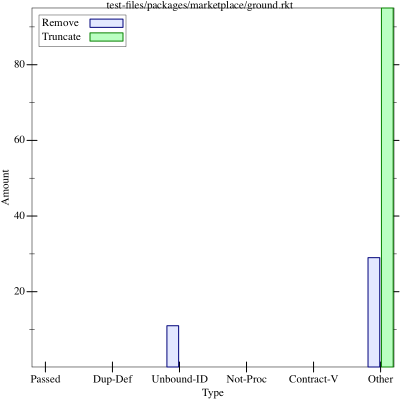 test-files/packages/marketplace/ground.rkt
Remove
Truncate
80
60
40
20
Amount
Passed Dup-Def Unbound-ID Not-Proc Contract-V Other
Type